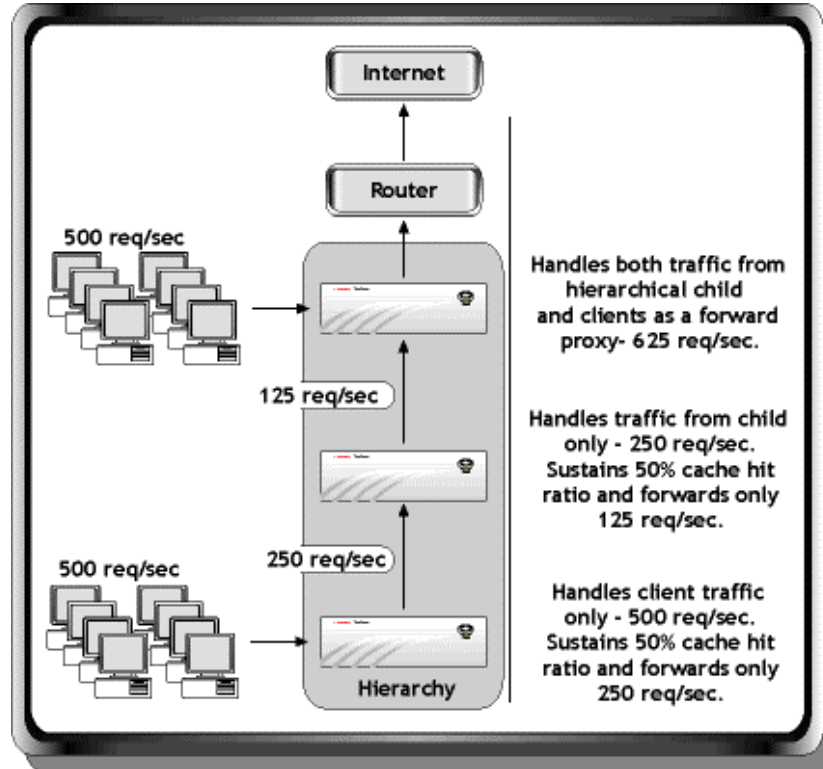 Internet
Router
500 req/sec
Handles both traffic from
hierarchical child
and clients as a forward
proxy- 625 req/sec.
125 req/sec
Handles traffic from child
only - 250 req/sec.
Sustains 50% cache hit
ratio and forwards only
125 req/sec.
250 req/sec
500 req/sec
Handles client traffic
only - 500 req/sec.
Sustains 50% cache hit
ratio and forwards only
250 req/sec.
Hierarchy